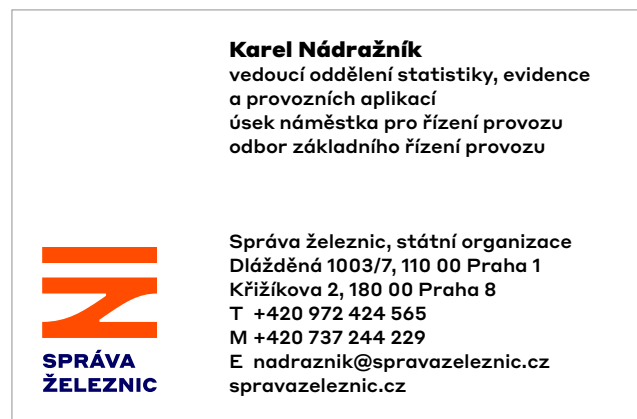 Karel Nádražník
vedoucí oddělení statistiky, evidence
a provozních aplikací
úsek náměstka pro řízení provozu
odbor základního řízení provozu
Správa železnic, státní organizace
Dlážděná 1003/7, 110 00 Praha 1
Křižíkova 2, 180 00 Praha 8
T +420 972 424 565
M +420 737 244 229
E nadraznik@spravazeleznic.cz
spravazeleznic.cz
SPRÁVA
ŽELEZNIC